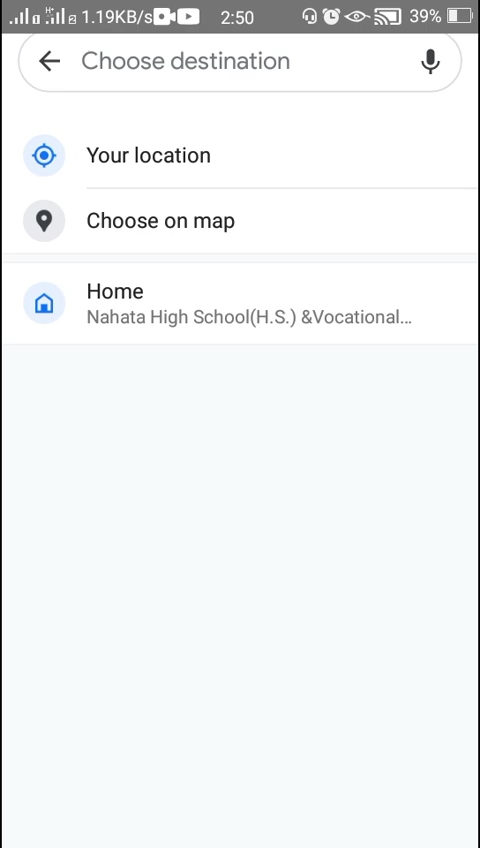 1.19KB/s 2:50 39%
Choose destination
Your location
Choose on map
Home
Nahata High School(H.S.) &Vocational...